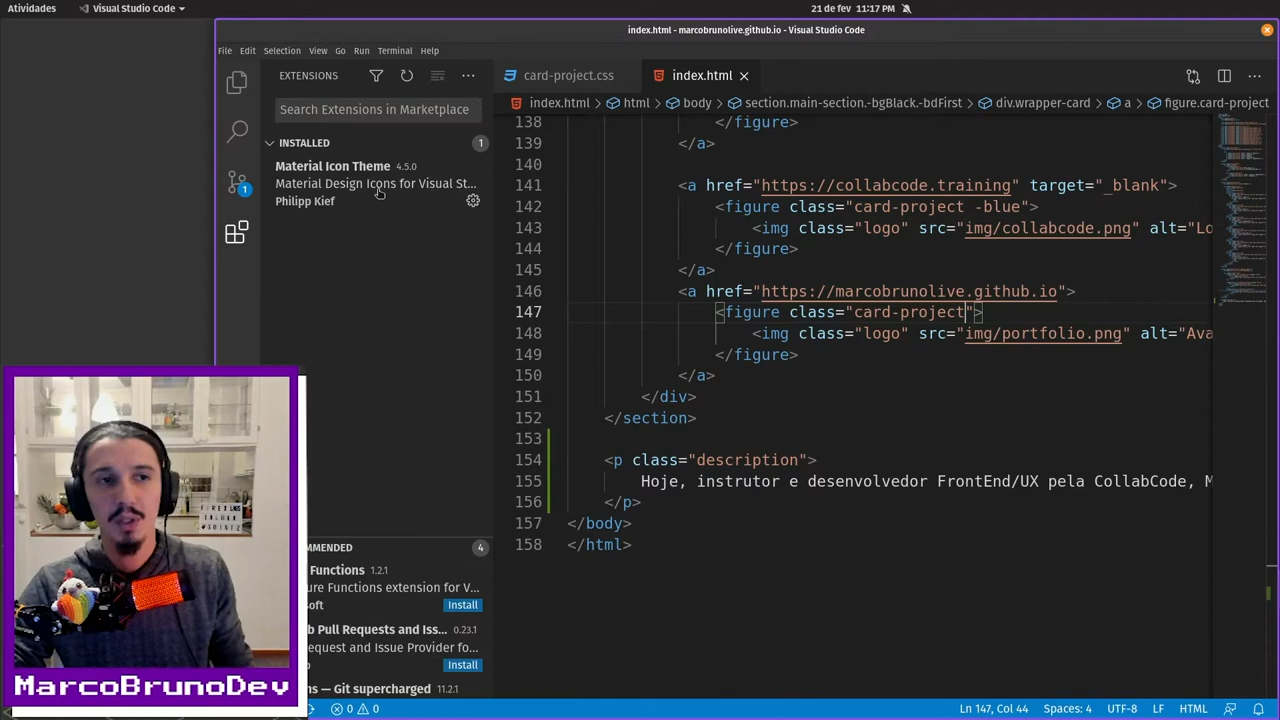 Atividades
Visual Studio Code
21 de fev 11:17 PM
index.html - marcobrunolive.github.io - Visual Studio Code
File Edit Selection View Go Run Terminal Help
EXTENSIONS
card-project.css
index.html
Search Extensions in Marketplace
index.html > html > body > section.main-section.-bgBlack.-bdFirst > div.wrapper-card > a > figure.card-project
INSTALLED
1
Material Icon Theme 4.5.0
Material Design Icons for Visual St...
Philipp Kief
1
138 </figure>
139 </a>
140
141 <a href="https://collabcode.training" target="_blank">
142 <figure class="card-project -blue">
143 <img class="logo" src="img/collabcode.png" alt="Lo
144 </figure>
145 </a>
146 <a href="https://marcobrunolive.github.io">
147 <figure class="card-project">
148 <img class="logo" src="img/portfolio.png" alt="Ava
149 </figure>
150 </a>
151 </div>
152 </section>
153
154 <p class="description">
155 Hoje, instrutor e desenvolvedor FrontEnd/UX pela CollabCode, M
156 </p>
157 </body>
158 </html>
MMENDED
4
Functions 1.2.1
ure Functions extension for V...
soft
Install
b Pull Requests and Iss... 0.23.1
equest and Issue Provider fo...
Install
ns — Git supercharged 11.2.1
MarcoBrunoDev
0 0
Ln 147, Col 44
Spaces: 4
UTF-8
LF
HTML